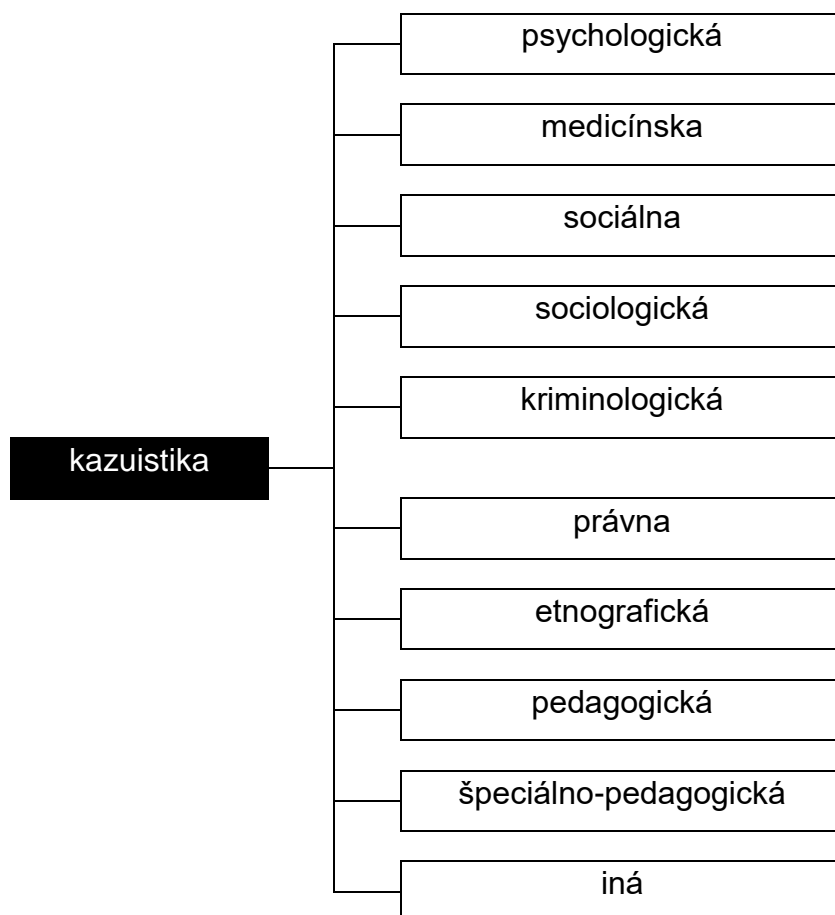 psychologická
medicínska
sociálna
sociologická
kriminologická
kazuistika
právna
etnografická
pedagogická
špeciálno-pedagogická
iná